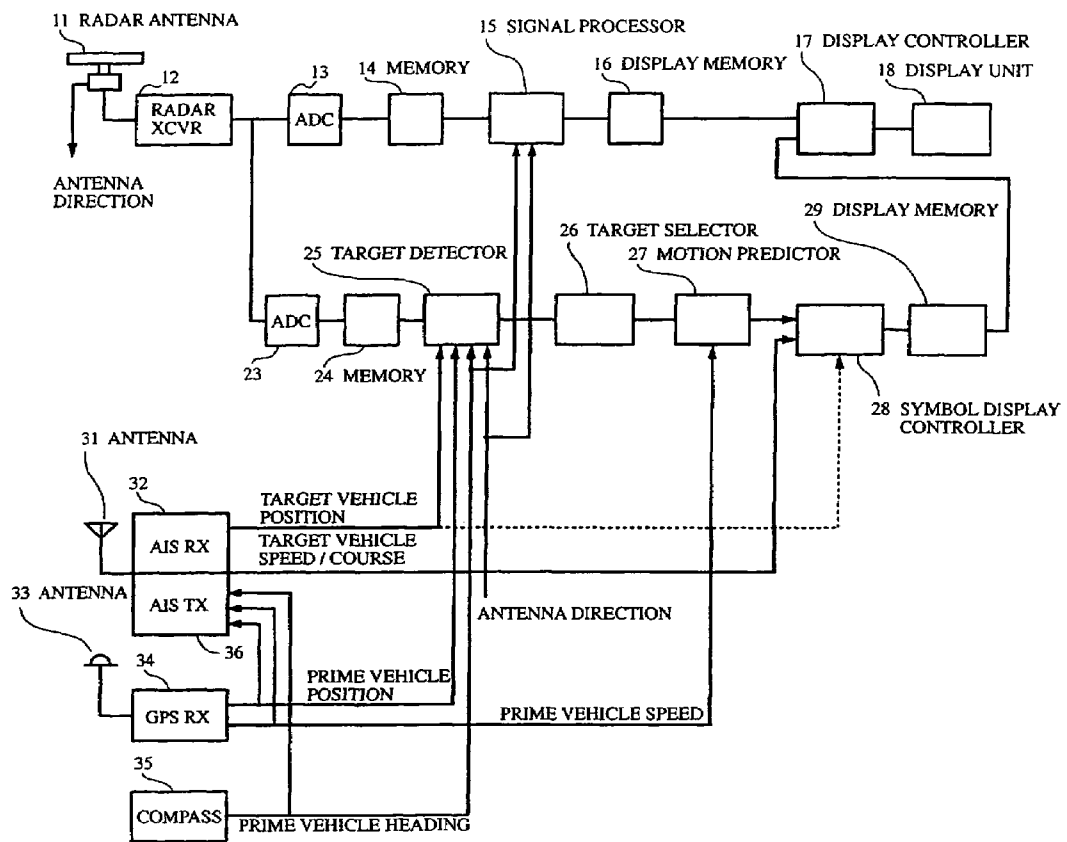 11 RADAR ANTENNA
12
RADAR
XCVR
13
ADC
14 MEMORY
15 SIGNAL PROCESSOR
16 DISPLAY MEMORY
17 DISPLAY CONTROLLER
18 DISPLAY UNIT
ANTENNA
DIRECTION
25 TARGET DETECTOR
26 TARGET SELECTOR
27 MOTION PREDICTOR
29 DISPLAY MEMORY
ADC
23
24 MEMORY
28 SYMBOL DISPLAY
CONTROLLER
31 ANTENNA
32
AIS RX
TARGET VEHICLE
POSITION
TARGET VEHICLE
SPEED / COURSE
33 ANTENNA
AIS TX
36
ANTENNA DIRECTION
34
GPS RX
PRIME VEHICLE
POSITION
PRIME VEHICLE SPEED
35
COMPASS
PRIME VEHICLE HEADING